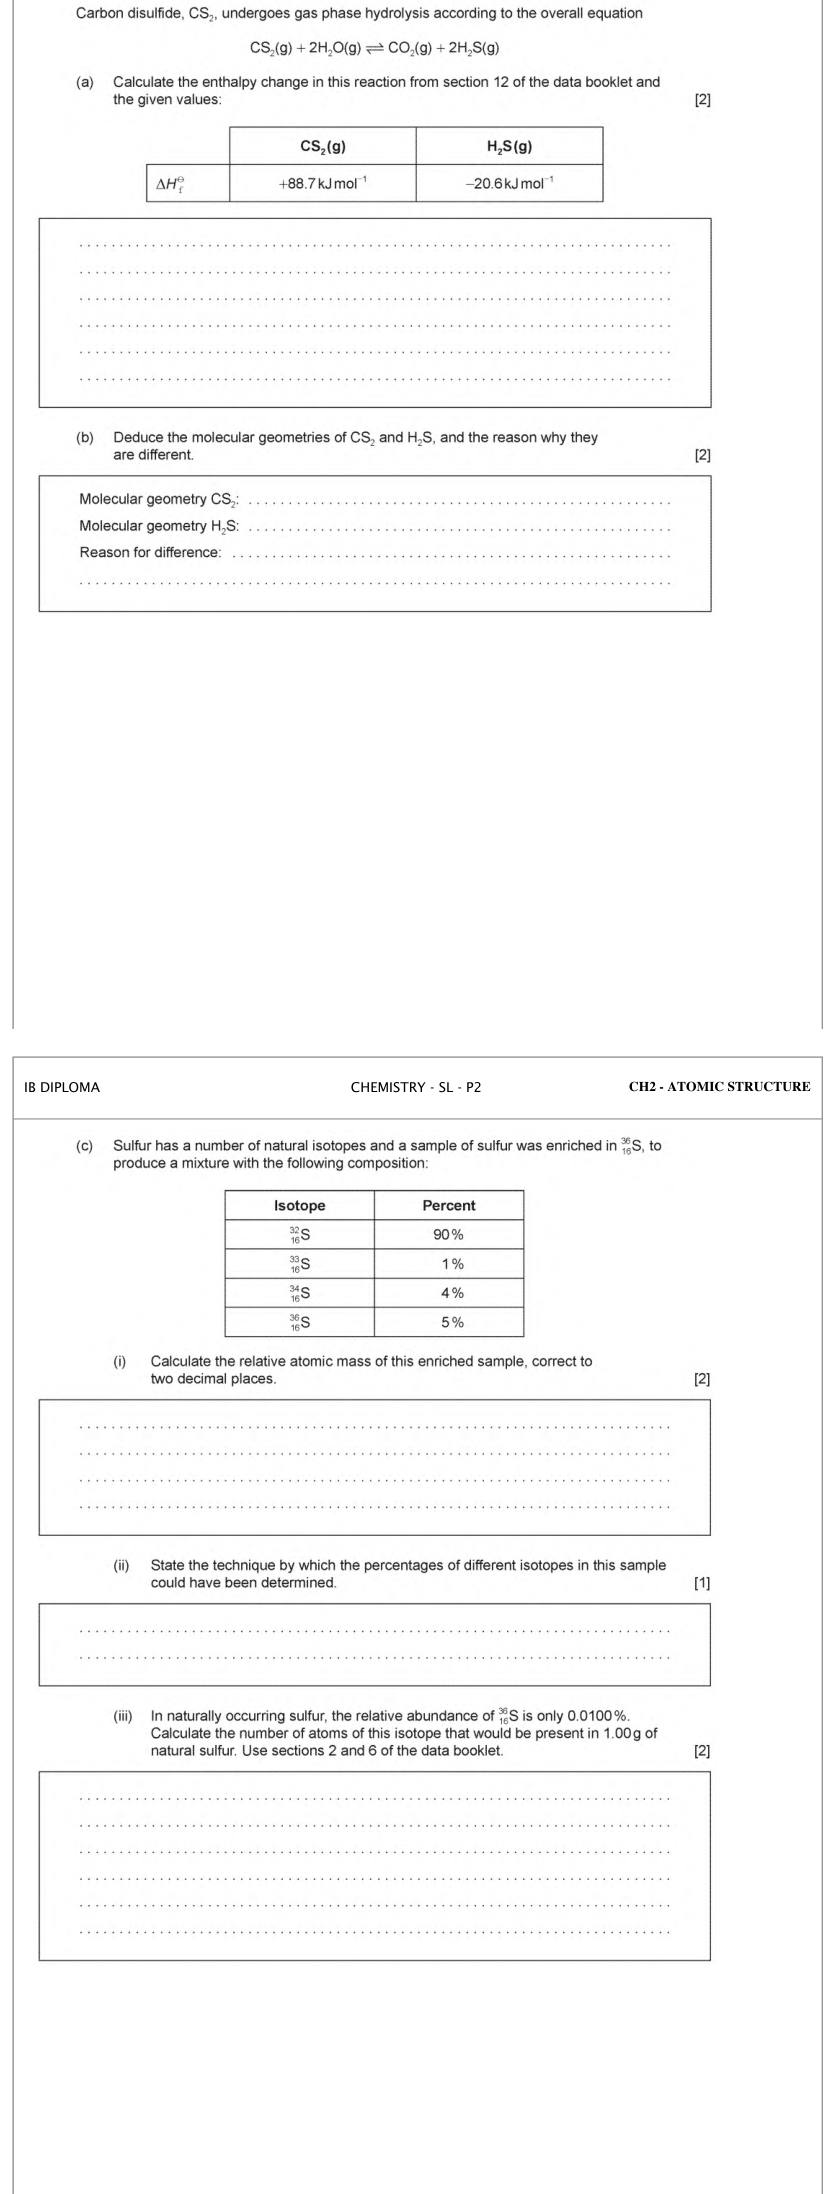 Carbon disulfide, CS₂, undergoes gas phase hydrolysis according to the overall equation
CS₂(g) + 2H₂O(g) ⇌ CO₂(g) + 2H₂S(g)
(a) Calculate the enthalpy change in this reaction from section 12 of the data booklet and
the given values: [2]
CS₂(g) H₂S(g)
ΔH_f^⊖ +88.7 kJ mol⁻¹ −20.6 kJ mol⁻¹
(b) Deduce the molecular geometries of CS₂ and H₂S, and the reason why they
are different. [2]
Molecular geometry CS₂:
Molecular geometry H₂S:
Reason for difference:
IB DIPLOMA CHEMISTRY - SL - P2 CH2 - ATOMIC STRUCTURE
(c) Sulfur has a number of natural isotopes and a sample of sulfur was enriched in ³⁶₁₆S, to
produce a mixture with the following composition:
Isotope Percent
³²₁₆S 90 %
³³₁₆S 1 %
³⁴₁₆S 4 %
³⁶₁₆S 5 %
(i) Calculate the relative atomic mass of this enriched sample, correct to
two decimal places. [2]
(ii) State the technique by which the percentages of different isotopes in this sample
could have been determined. [1]
(iii) In naturally occurring sulfur, the relative abundance of ³⁶₁₆S is only 0.0100 %.
Calculate the number of atoms of this isotope that would be present in 1.00 g of
natural sulfur. Use sections 2 and 6 of the data booklet. [2]